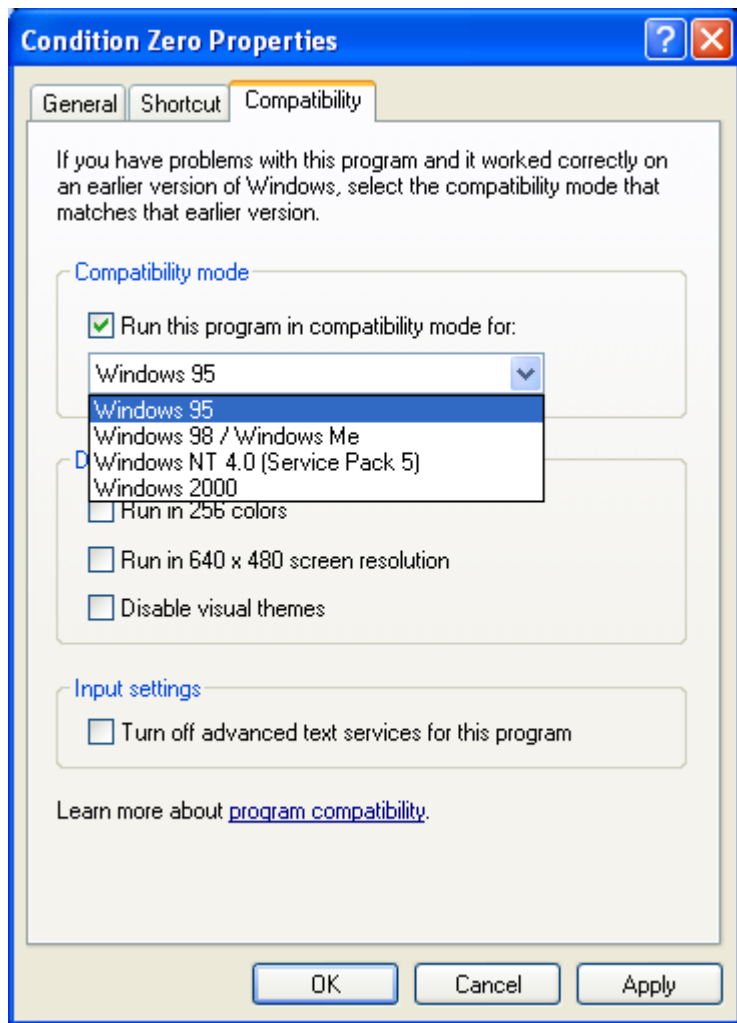 Condition Zero Properties
General Shortcut Compatibility
If you have problems with this program and it worked correctly on
an earlier version of Windows, select the compatibility mode that
matches that earlier version.
Compatibility mode
Run this program in compatibility mode for:
Windows 95
Windows 95
Windows 98 / Windows Me
Windows NT 4.0 (Service Pack 5)
Windows 2000
Run in 256 colors
Run in 640 x 480 screen resolution
Disable visual themes
Input settings
Turn off advanced text services for this program
Learn more about program compatibility.
OK Cancel Apply